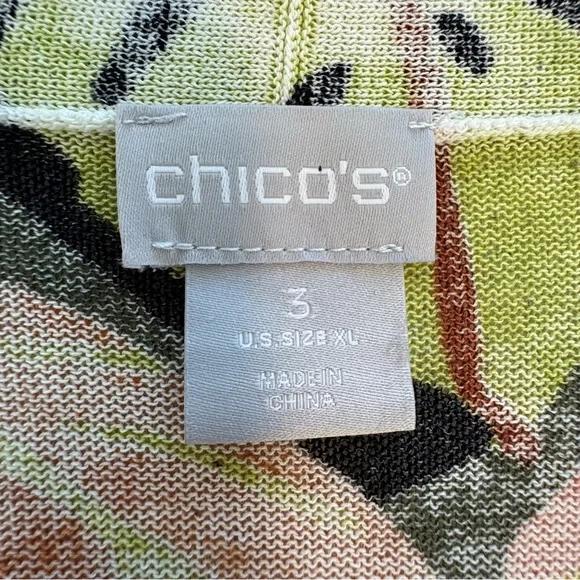 chico's®
3
U.S. SIZE XL
MADE IN
CHINA